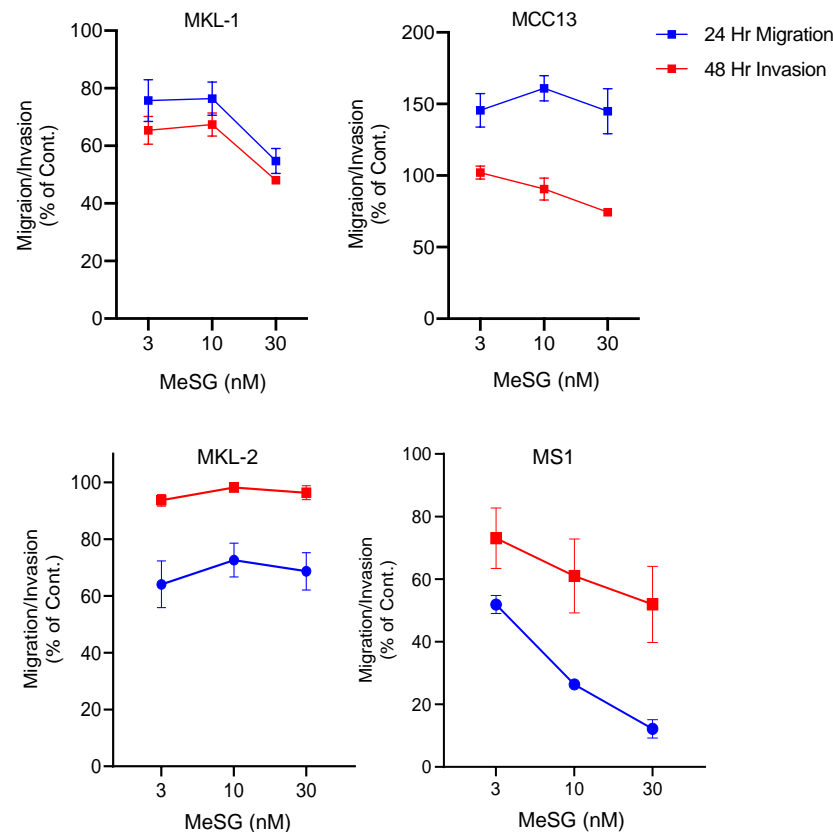 MKL-1
100
80
60
40
20
0
Migraion/Invasion
(% of Cont.)
3 10 30
MeSG (nM)
MCC13
200
150
100
50
0
Migraion/Invasion
(% of Cont.)
3 10 30
MeSG (nM)
24 Hr Migration
48 Hr Invasion
MKL-2
100
80
60
40
20
0
Migration/Invasion
(% of Cont.)
3 10 30
MeSG (nM)
MS1
100
80
60
40
20
0
Migration/Invasion
(% of Cont.)
3 10 30
MeSG (nM)